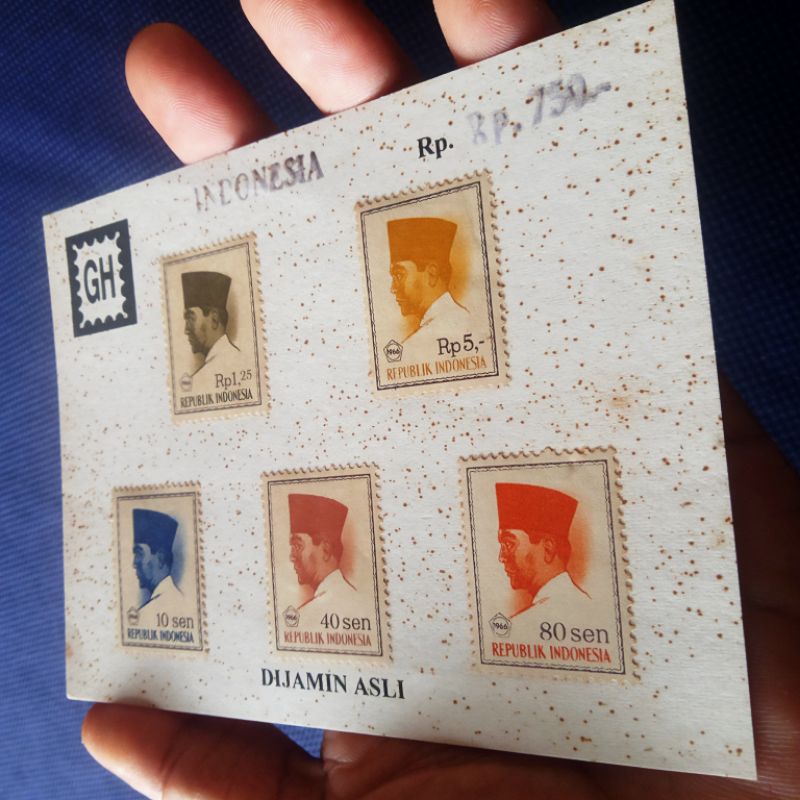 INDONESIA
Rp. Rp. 750.-
GH
Rp1,25
REPUBLIK INDONESIA
1966
Rp5,-
REPUBLIK INDONESIA
1966
10 sen
REPUBLIK INDONESIA
1966
40 sen
REPUBLIK INDONESIA
1966
80 sen
REPUBLIK INDONESIA
DIJAMIN ASLI